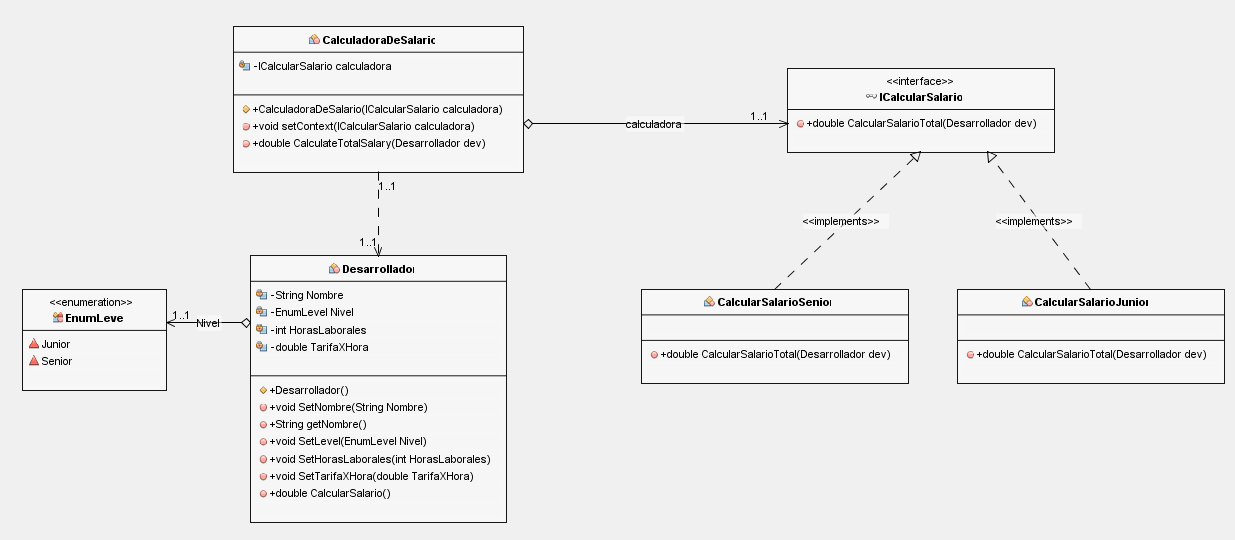 CalculadoraDeSalario
-ICalcularSalario calculadora
+CalculadoraDeSalario(ICalcularSalario calculadora)
+void setContext(ICalcularSalario calculadora)
+double CalculateTotalSalary(Desarrollador dev)
calculadora
1..1
<<interface>>
ICalcularSalario
+double CalcularSalarioTotal(Desarrollador dev)
1..1
1..1
<<implements>>
<<implements>>
<<enumeration>>
EnumLeve
Junior
Senior
1..1
Nivel
Desarrollador
-String Nombre
-EnumLevel Nivel
-int HorasLaborales
-double TarifaXHora
+Desarrollador()
+void SetNombre(String Nombre)
+String getNombre()
+void SetLevel(EnumLevel Nivel)
+void SetHorasLaborales(int HorasLaborales)
+void SetTarifaXHora(double TarifaXHora)
+double CalcularSalario()
CalcularSalarioSenior
+double CalcularSalarioTotal(Desarrollador dev)
CalcularSalarioJunior
+double CalcularSalarioTotal(Desarrollador dev)